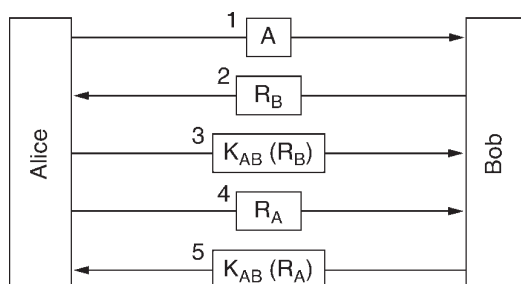 Alice
Bob
1 A
2 R_B
3 K_AB (R_B)
4 R_A
5 K_AB (R_A)